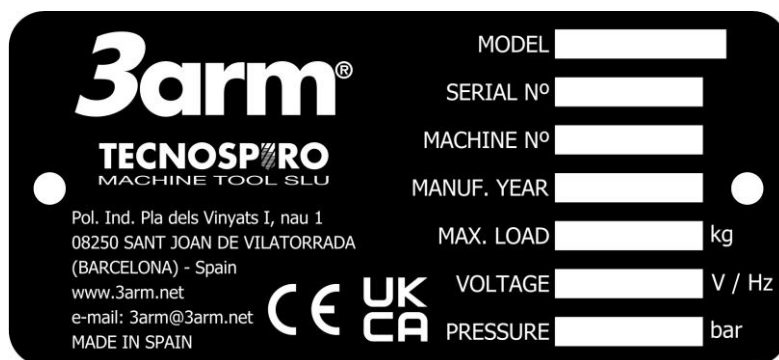 3arm®
TECNOSPIRO
MACHINE TOOL SLU
Pol. Ind. Pla dels Vinyats I, nau 1
08250 SANT JOAN DE VILATORRADA
(BARCELONA) - Spain
www.3arm.net
e-mail: 3arm@3arm.net
MADE IN SPAIN
CE
UK
CA
MODEL
SERIAL Nº
MACHINE Nº
MANUF. YEAR
MAX. LOAD kg
VOLTAGE V / Hz
PRESSURE bar